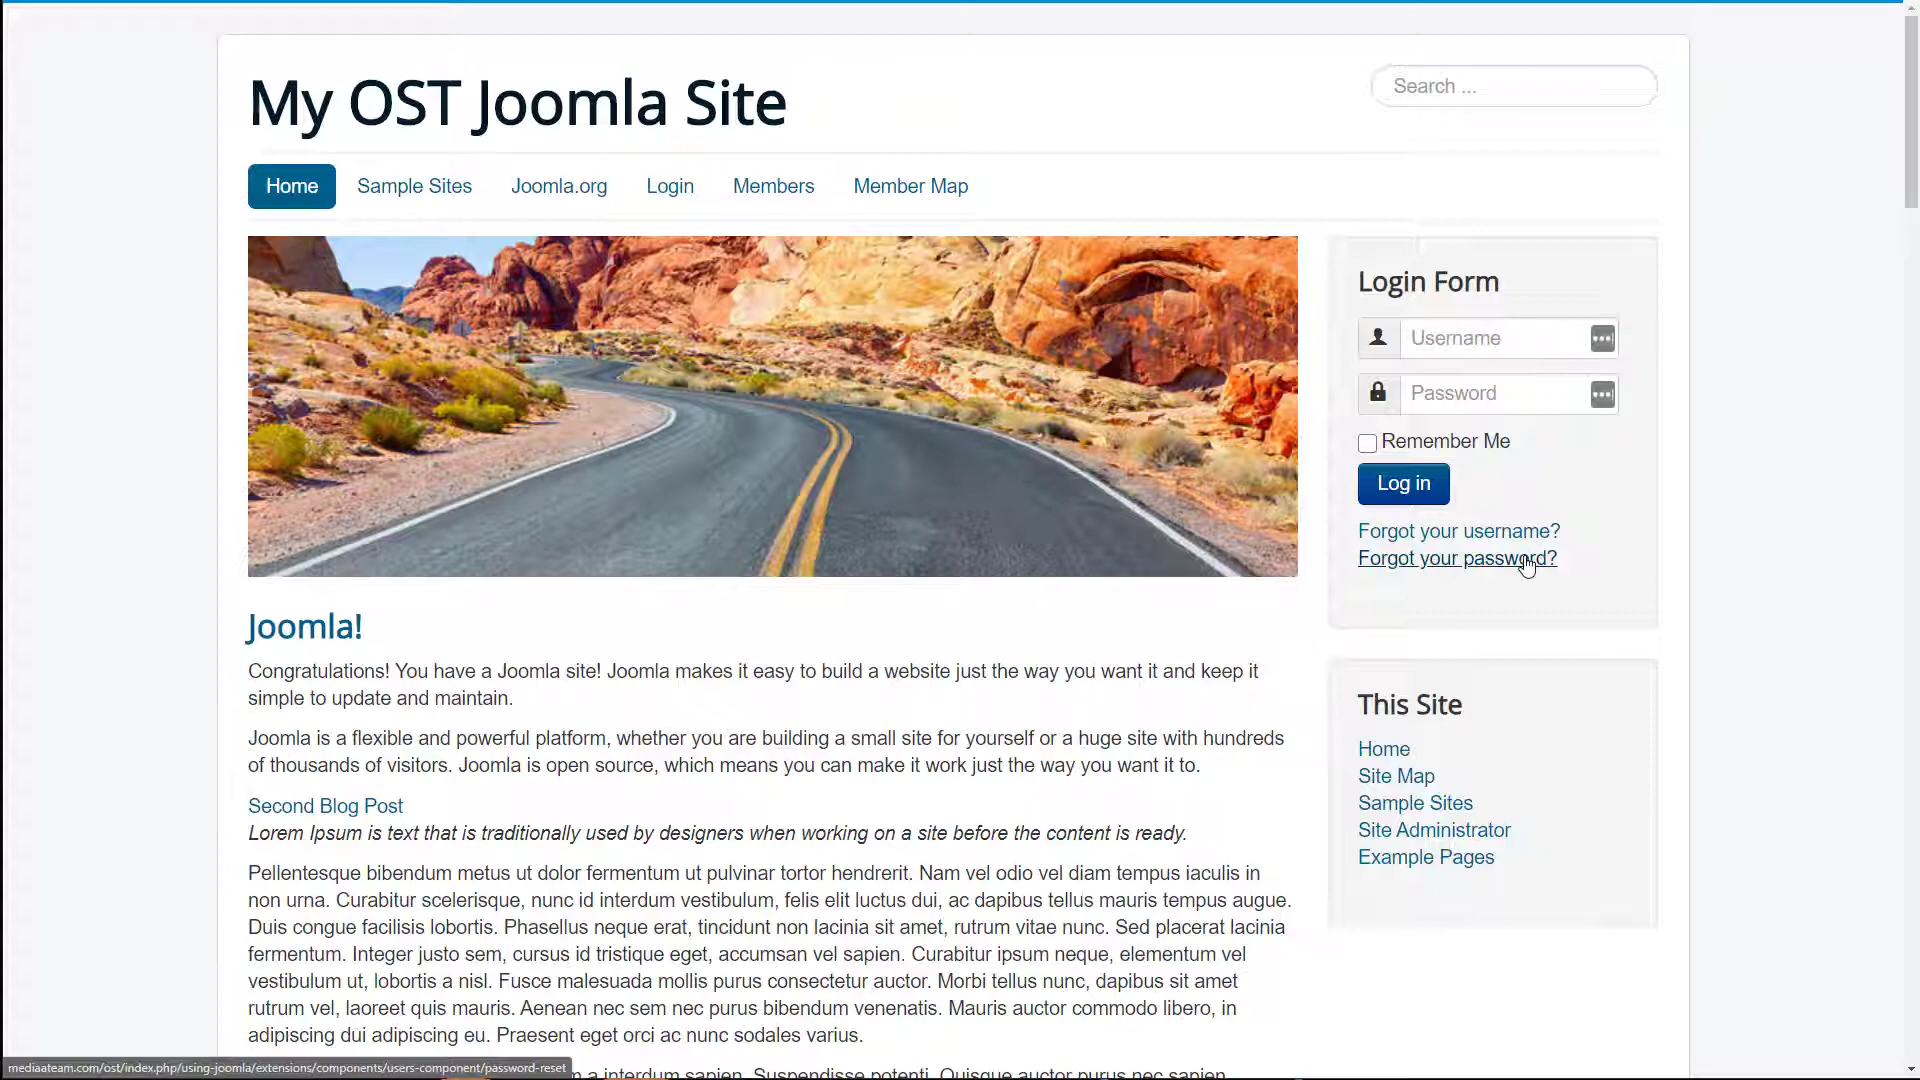 My OST Joomla Site
Search ...
Home
Sample Sites
Joomla.org
Login
Members
Member Map
Login Form
Username
Password
Remember Me
Log in
Forgot your username?
Forgot your password?
Joomla!
Congratulations! You have a Joomla site! Joomla makes it easy to build a website just the way you want it and keep it
simple to update and maintain.
Joomla is a flexible and powerful platform, whether you are building a small site for yourself or a huge site with hundreds
of thousands of visitors. Joomla is open source, which means you can make it work just the way you want it to.
Second Blog Post
Lorem Ipsum is text that is traditionally used by designers when working on a site before the content is ready.
Pellentesque bibendum metus ut dolor fermentum ut pulvinar tortor hendrerit. Nam vel odio vel diam tempus iaculis in
non urna. Curabitur scelerisque, nunc id interdum vestibulum, felis elit luctus dui, ac dapibus tellus mauris tempus augue.
Duis congue facilisis lobortis. Phasellus neque erat, tincidunt non lacinia sit amet, rutrum vitae nunc. Sed placerat lacinia
fermentum. Integer justo sem, cursus id tristique eget, accumsan vel sapien. Curabitur ipsum neque, elementum vel
vestibulum ut, lobortis a nisl. Fusce malesuada mollis purus consectetur auctor. Morbi tellus nunc, dapibus sit amet
rutrum vel, laoreet quis mauris. Aenean nec sem nec purus bibendum venenatis. Mauris auctor commodo libero, in
adipiscing dui adipiscing eu. Praesent eget orci ac nunc sodales varius.
a interdum sapien. Suspendisse potenti. Quisque auctor purus nec sapien
This Site
Home
Site Map
Sample Sites
Site Administrator
Example Pages
mediaateam.com/ost/index.php/using-joomla/extensions/components/users-component/password-reset